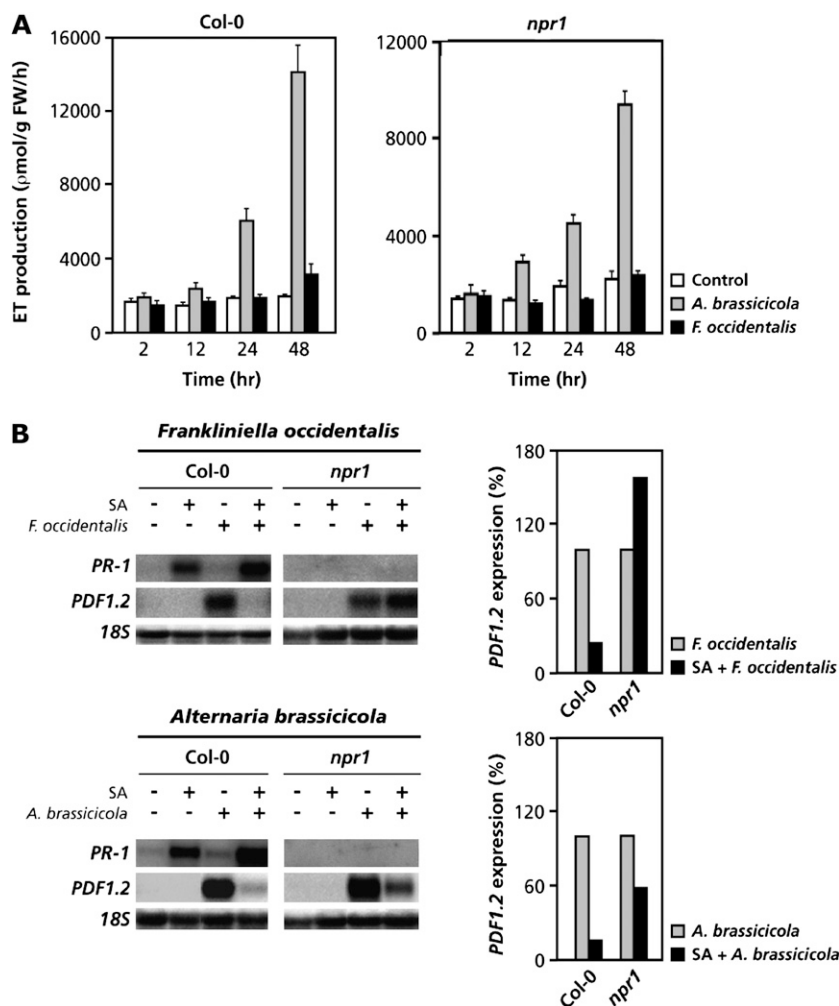 A
Col-0
npr1
ET production (ρmol/g FW/h)
16000
12000
8000
4000
0
2 12 24 48
Time (hr)
12000
8000
4000
0
2 12 24 48
Time (hr)
Control
A. brassicicola
F. occidentalis
B
Frankliniella occidentalis
Col-0 npr1
SA - + - + - + - +
F. occidentalis - - + + - - + +
PR-1
PDF1.2
18S
PDF1.2 expression (%)
180
120
60
0
Col-0 npr1
F. occidentalis
SA + F. occidentalis
Alternaria brassicicola
Col-0 npr1
SA - + - + - + - +
A. brassicicola - - + + - - + +
PR-1
PDF1.2
18S
PDF1.2 expression (%)
180
120
60
0
Col-0 npr1
A. brassicicola
SA + A. brassicicola